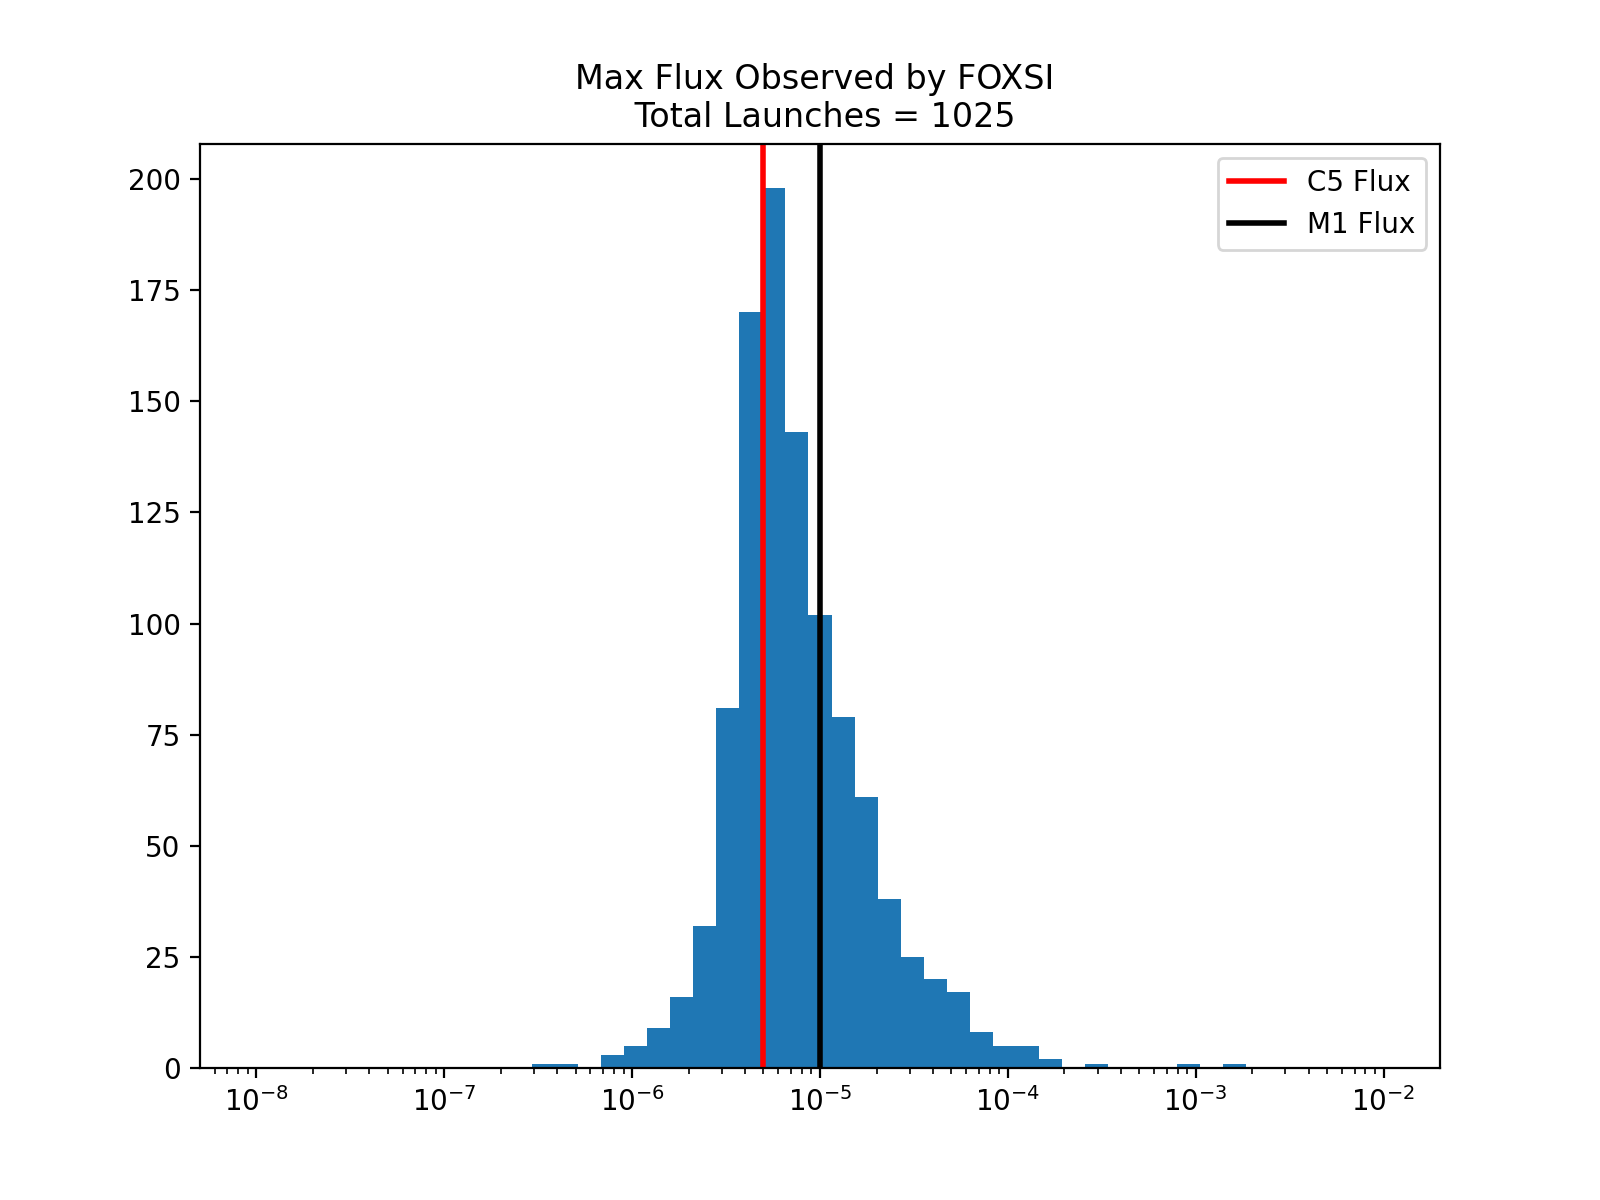 Max Flux Observed by FOXSI
Total Launches = 1025
C5 Flux
M1 Flux
200
175
150
125
100
75
50
25
0
10⁻⁸ 10⁻⁷ 10⁻⁶ 10⁻⁵ 10⁻⁴ 10⁻³ 10⁻²